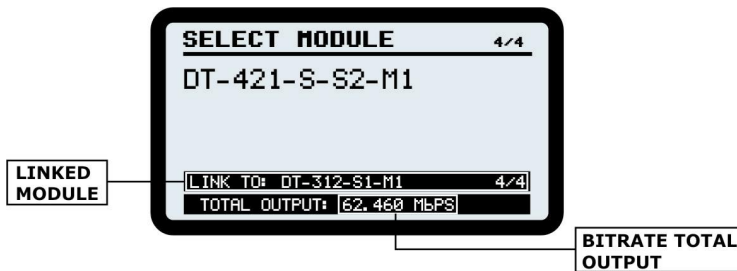 SELECT MODULE 4/4
DT-421-S-S2-M1
LINK TO: DT-312-S1-M1 4/4
TOTAL OUTPUT: 62.460 MbPS
LINKED
MODULE
BITRATE TOTAL
OUTPUT